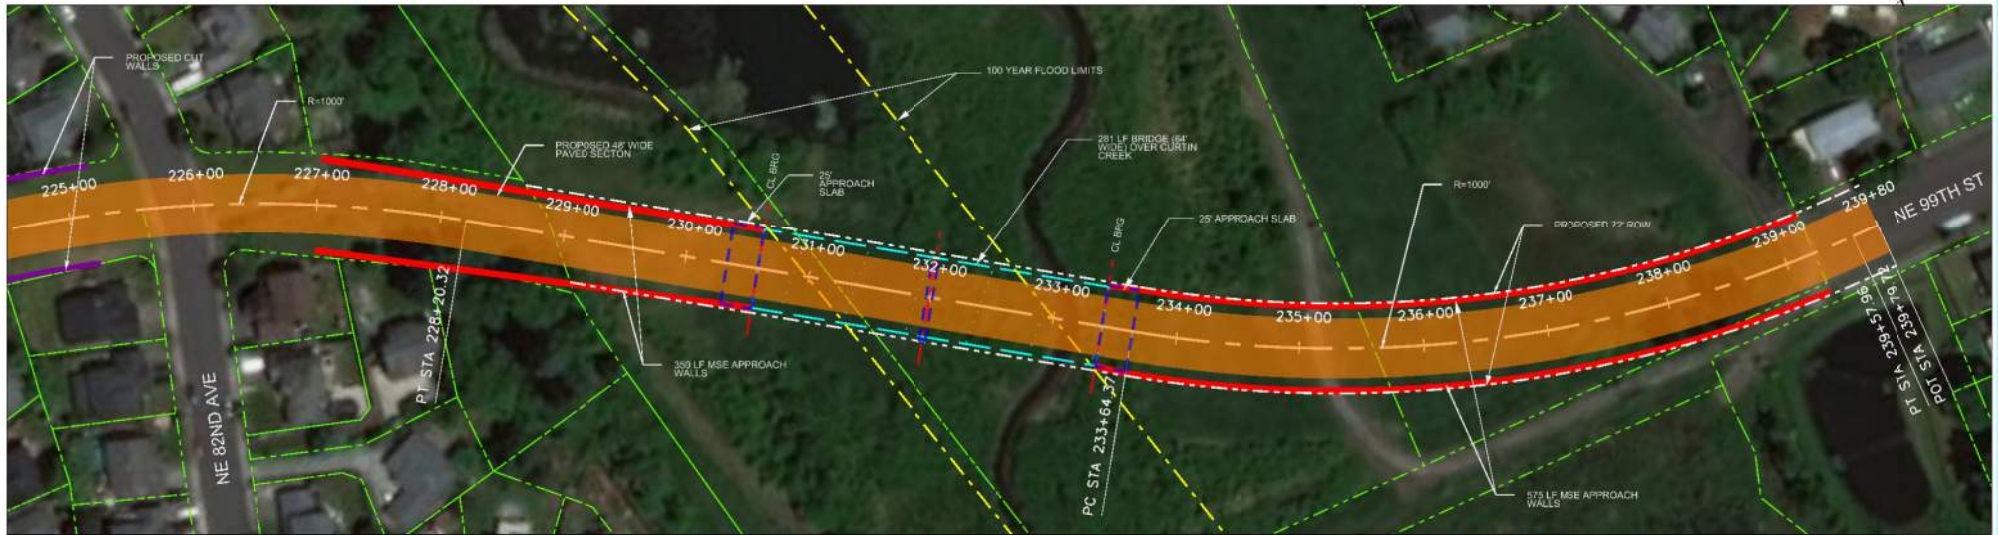 PROPOSED CUT
WALLS
R=1000'
PROPOSED 48' WIDE
PAVED SECTON
100 YEAR FLOOD LIMITS
281 LF BRIDGE (64'
WIDE) OVER CURTIN
CREEK
CL BRG
25'
APPROACH
SLAB
CL BRG
25' APPROACH SLAB
R=1000'
PROPOSED 72' ROW
225+00
226+00
227+00
228+00
229+00
230+00
231+00
232+00
233+00
234+00
235+00
236+00
237+00
238+00
239+00
239+80
NE 99TH ST
PT STA 228+20.32
350 LF MSE APPROACH
WALLS
NE 82ND AVE
PC STA 233+64.37
575 LF MSE APPROACH
WALLS
PT STA 239+57.96
POT STA 239+79.72